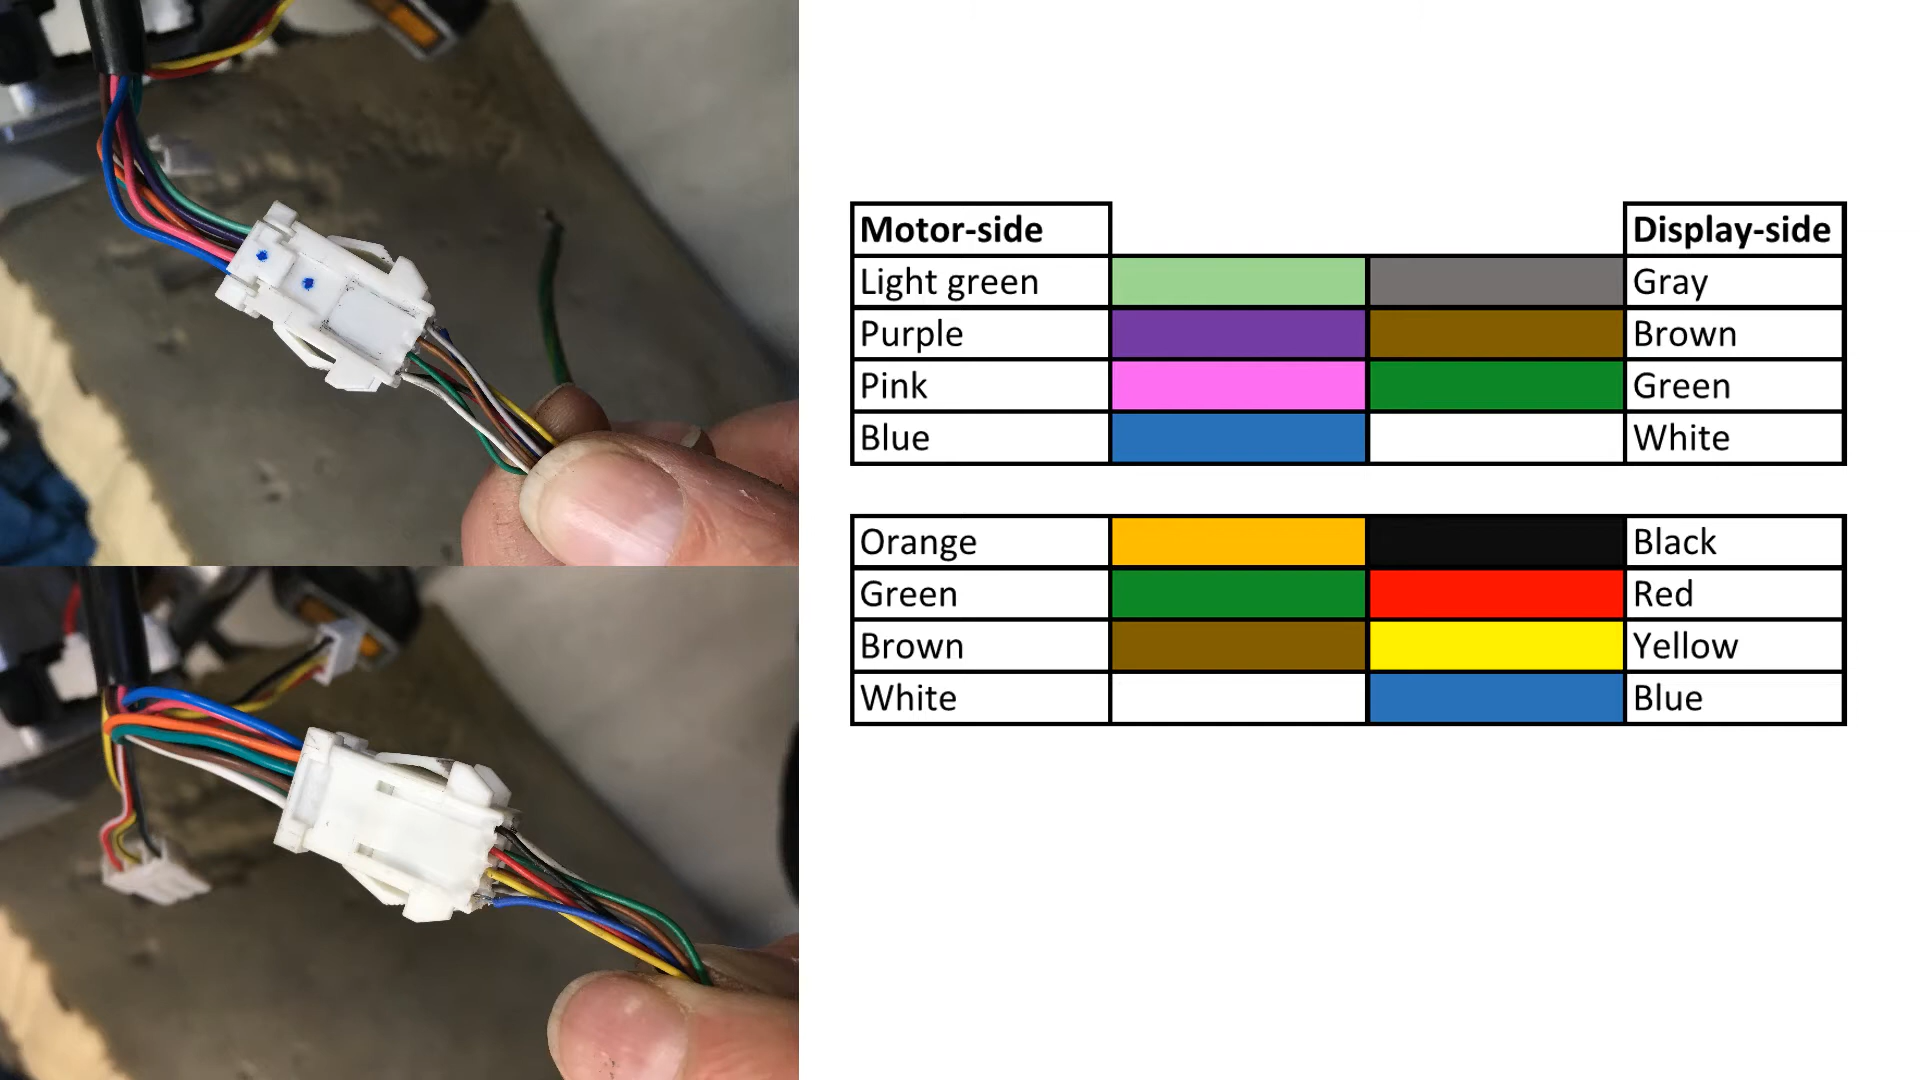 Motor-side Display-side
Light green Gray
Purple Brown
Pink Green
Blue White
Orange Black
Green Red
Brown Yellow
White Blue